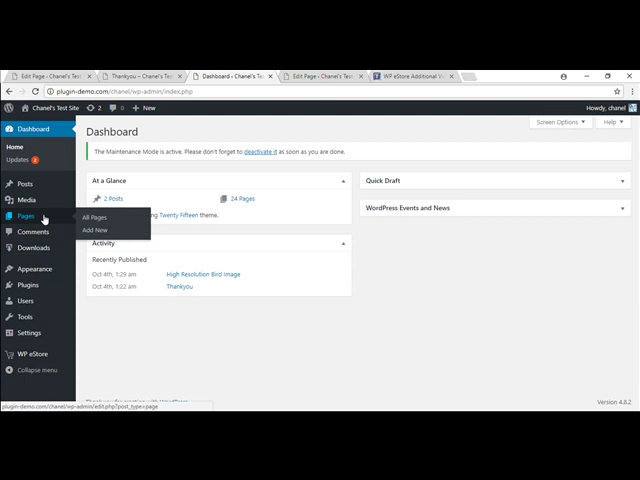 Edit Page - Chanel's Test
Thankyou – Chanel's Test S
Dashboard ‹ Chanel's Test
Edit Page ‹ Chanel's Test
WP eStore Additional W
plugin-demo.com/chanel/wp-admin/index.php
Chanel's Test Site 2 0 New
Howdy, chanel
Dashboard
Home
Updates 2
Posts
Media
Pages
Comments
Downloads
Appearance
Plugins
Users
Tools
Settings
WP eStore
Collapse menu
All Pages
Add New
Dashboard
Screen Options
Help
The Maintenance Mode is active. Please don't forget to deactivate it as soon as you are done.
At a Glance
2 Posts
24 Pages
Twenty Fifteen theme.
Activity
Recently Published
Oct 4th, 1:29 am High Resolution Bird Image
Oct 4th, 1:22 am Thankyou
Quick Draft
WordPress Events and News
Version 4.8.2
plugin-demo.com/chanel/wp-admin/edit.php?post_type=page